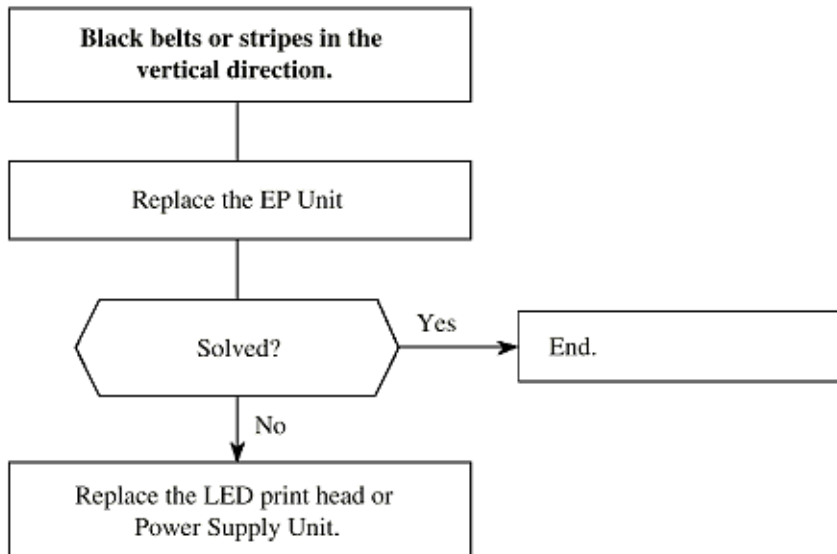 Black belts or stripes in the
vertical direction.
Replace the EP Unit
Solved?
Yes
End.
No
Replace the LED print head or
Power Supply Unit.